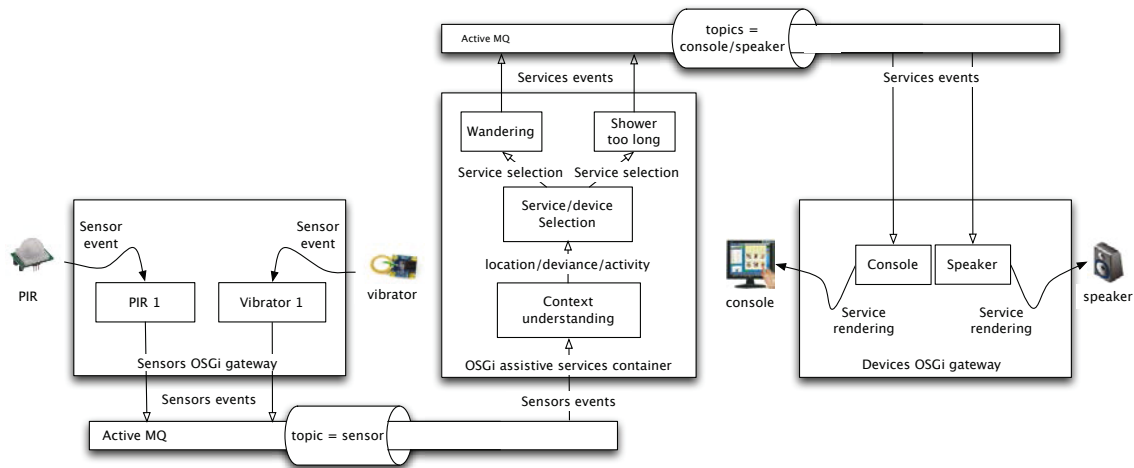 Active MQ
topics =
console/speaker
Services events
Services events
Wandering
Shower
too long
Service selection
Service selection
Service/device
Selection
location/deviance/activity
Context
understanding
OSGi assistive services container
Sensors events
Sensor
event
Sensor
event
PIR
vibrator
PIR 1
Vibrator 1
Sensors OSGi gateway
Sensors events
Active MQ
topic = sensor
Console
Speaker
console
speaker
Service
rendering
Service
rendering
Devices OSGi gateway